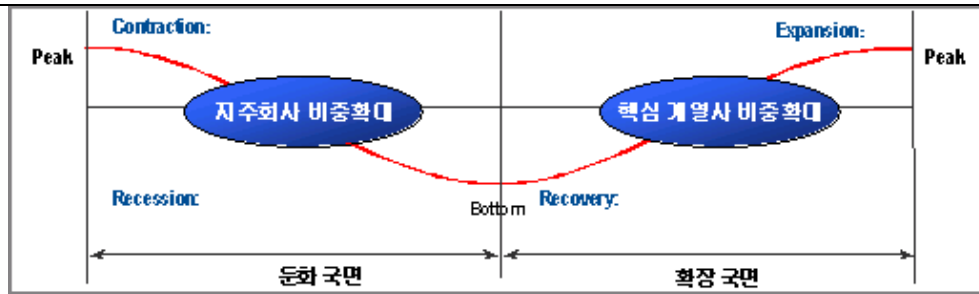 Contraction:
Expansion:
Peak
Peak
지주회사 비중확대
핵심 계열사 비중확대
Recession:
Bottom
Recovery:
둔화 국면
확장 국면